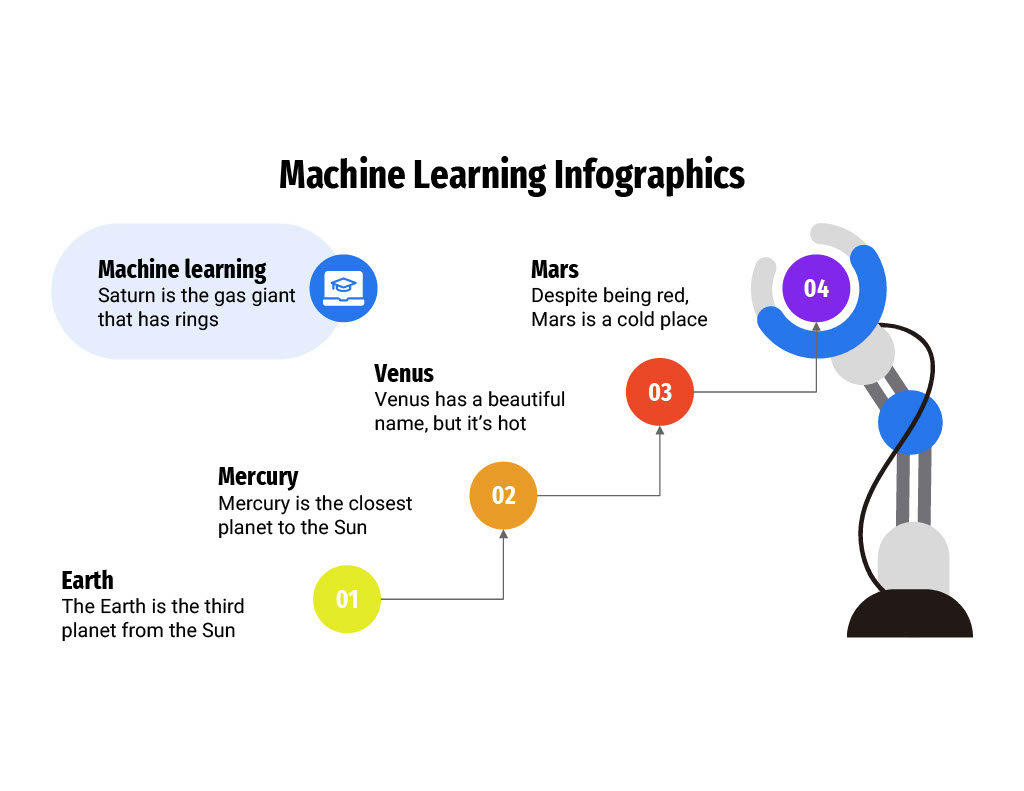 Machine Learning Infographics
Machine learning
Saturn is the gas giant
that has rings
Mars
Despite being red,
Mars is a cold place
04
Venus
Venus has a beautiful
name, but it’s hot
03
Mercury
Mercury is the closest
planet to the Sun
02
Earth
The Earth is the third
planet from the Sun
01